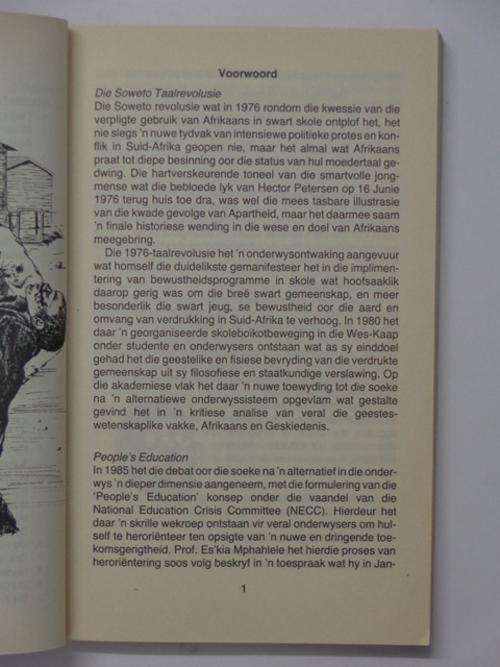 Voorwoord
Die Soweto Taalrevolusie
Die Soweto revolusie wat in 1976 rondom die kwessie van die
verpligte gebruik van Afrikaans in swart skole ontplof het, het
nie slegs 'n nuwe tydvak van intensiewe politieke protes en kon-
flik in Suid-Afrika geopen nie, maar het almal wat Afrikaans
praat tot diepe besinning oor die status van hul moedertaal ge-
dwing. Die hartverskeurende toneel van die smartvolle jong-
mense wat die bebloede lyk van Hector Petersen op 16 Junie
1976 terug huis toe dra, was wel die mees tasbare illustrasie
van die kwade gevolge van Apartheid, maar het daarmee saam
'n finale historiese wending in die wese en doel van Afrikaans
meegebring.
Die 1976-taalrevolusie het 'n onderwysontwaking aangevuur
wat homself die duidelikste gemanifesteer het in die implimen-
tering van bewustheidsprogramme in skole wat hoofsaaklik
daarop gerig was om die breë swart gemeenskap, en meer
besonderlik die swart jeug, se bewustheid oor die aard en
omvang van verdrukking in Suid-Afrika te verhoog. In 1980 het
daar 'n georganiseerde skoleboikotbeweging in die Wes-Kaap
onder studente en onderwysers ontstaan wat as sy einddoel
gehad het die geestelike en fisiese bevryding van die verdrukte
gemeenskap uit sy filosofiese en staatkundige verslawing. Op
die akademiese vlak het daar 'n nuwe toewyding tot die soeke
na 'n alternatiewe onderwyssisteem opgevlam wat gestalte
gevind het in 'n kritiese analise van veral die geestes-
wetenskaplike vakke, Afrikaans en Geskiedenis.
People's Education
In 1985 het die debat oor die soeke na 'n alternatief in die onder-
wys 'n dieper dimensie aangeneem, met die formulering van die
'People's Education' konsep onder die vaandel van die
National Education Crisis Committee (NECC). Hierdeur het
daar 'n skrille wekroep ontstaan vir veral onderwysers om hul-
self te heroriënteer ten opsigte van 'n nuwe en dringende toe-
komsgerigtheid. Prof. Es'kia Mphahlele het hierdie proses van
heroriëntering soos volg beskryf in 'n toespraak wat hy in Jan-
1